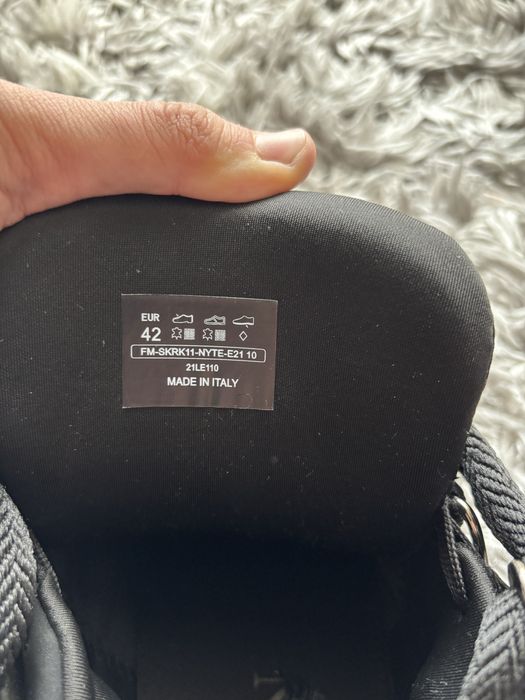 EUR
42
FM-SKRK11-NYTE-E21 10
21LE110
MADE IN ITALY